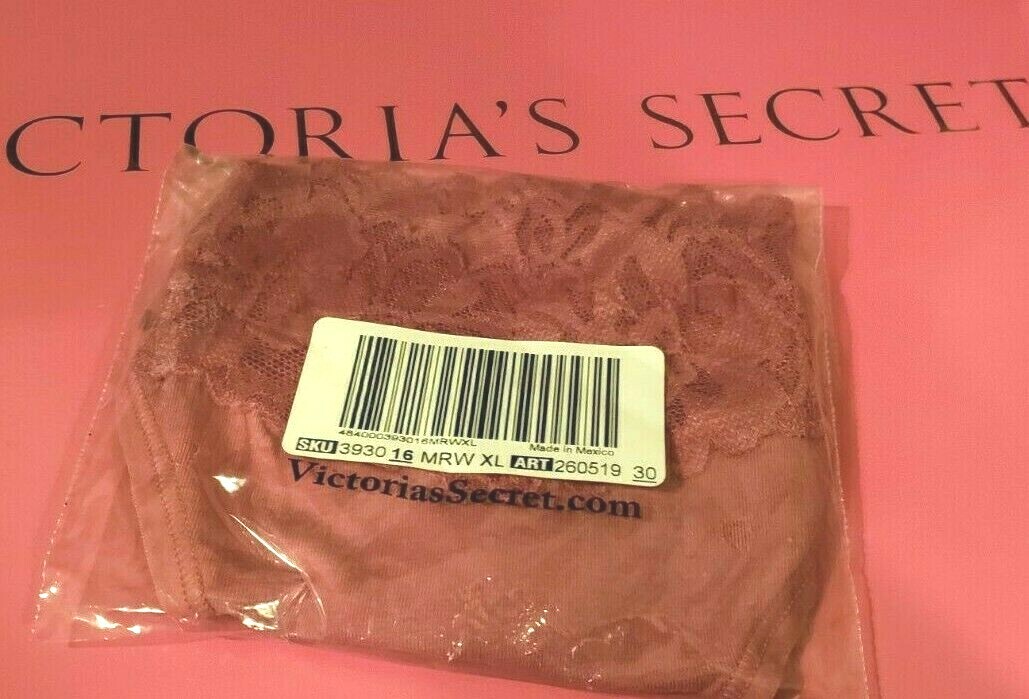 CTORIA'S SECRET
484000393016MRWXL
Made in Mexico
SKU 3930 16 MRW XL ART 260519 30
VictoriasSecret.com